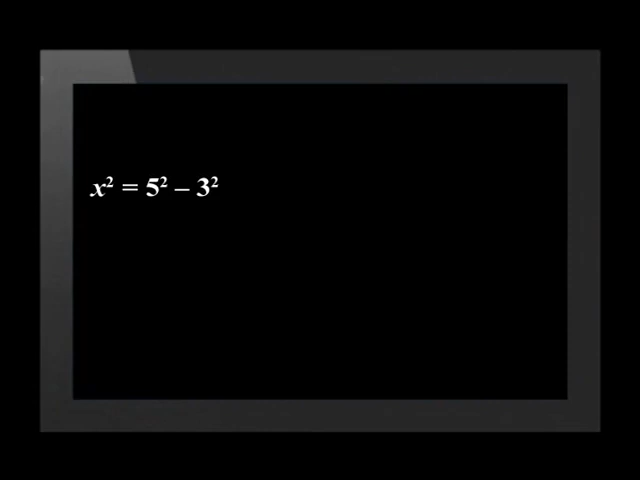 x² = 5² – 3²